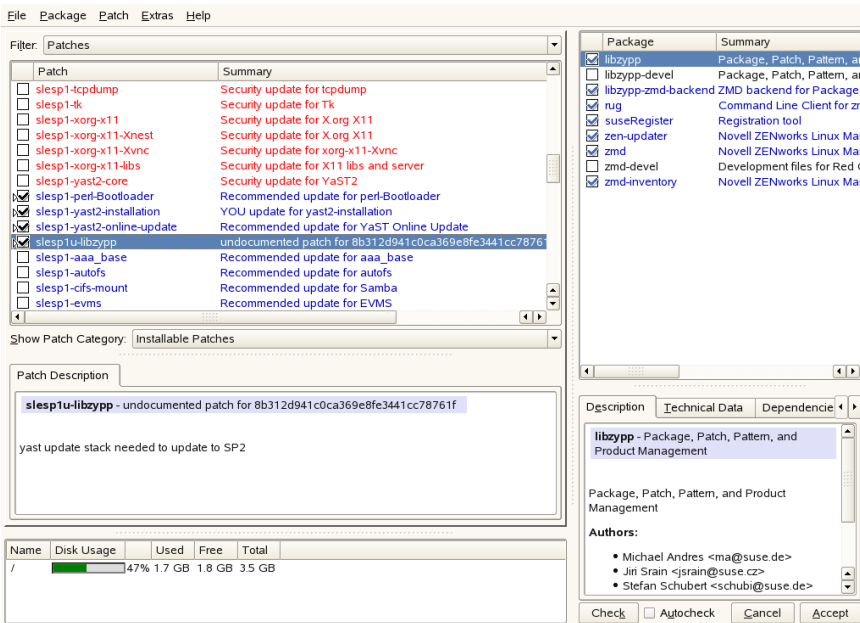 File Package Patch Extras Help
Filter: Patches
Patch Summary
slesp1-tcpdump Security update for tcpdump
slesp1-tk Security update for Tk
slesp1-xorg-x11 Security update for X.org X11
slesp1-xorg-x11-Xnest Security update for X.org X11
slesp1-xorg-x11-Xvnc Security update for xorg-x11-Xvnc
slesp1-xorg-x11-libs Security update for X11 libs and server
slesp1-yast2-core Security update for YaST2
slesp1-perl-Bootloader Recommended update for perl-Bootloader
slesp1-yast2-installation YOU update for yast2-installation
slesp1-yast2-online-update Recommended update for YaST Online Update
slesp1u-libzypp undocumented patch for 8b312d941c0ca369e8fe3441cc78761
slesp1-aaa_base Recommended update for aaa_base
slesp1-autofs Recommended update for autofs
slesp1-cifs-mount Recommended update for Samba
slesp1-evms Recommended update for EVMS
Show Patch Category: Installable Patches
Patch Description
slesp1u-libzypp - undocumented patch for 8b312d941c0ca369e8fe3441cc78761f
yast update stack needed to update to SP2
Name Disk Usage Used Free Total
/ 47% 1.7 GB 1.8 GB 3.5 GB
Package Summary
libzypp Package, Patch, Pattern, an
libzypp-devel Package, Patch, Pattern, an
libzypp-zmd-backend ZMD backend for Package
rug Command Line Client for zm
suseRegister Registration tool
zen-updater Novell ZENworks Linux Ma
zmd Novell ZENworks Linux Ma
zmd-devel Development files for Red
zmd-inventory Novell ZENworks Linux Ma
Description Technical Data Dependencie
libzypp - Package, Patch, Pattern, and
Product Management
Package, Patch, Pattern, and Product
Management
Authors:
• Michael Andres <ma@suse.de>
• Jiri Srain <jsrain@suse.cz>
• Stefan Schubert <schubi@suse.de>
Check Autocheck Cancel Accept